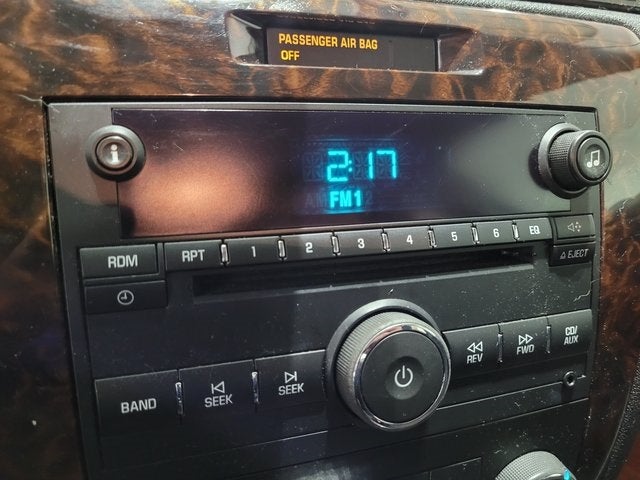 PASSENGER AIR BAG
OFF
2:17
FM1
RPT 1 2 3 4 5 6 EQ
RDM
EJECT
BAND
SEEK
SEEK
REV
FWD
CD/
AUX